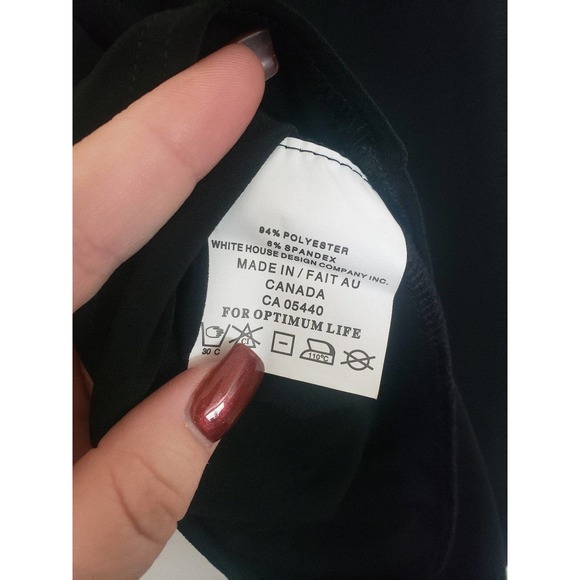 94% POLYESTER
6% SPANDEX
WHITE HOUSE DESIGN COMPANY INC.
MADE IN / FAIT AU
CANADA
CA 05440
FOR OPTIMUM LIFE
30 C CL 110°C